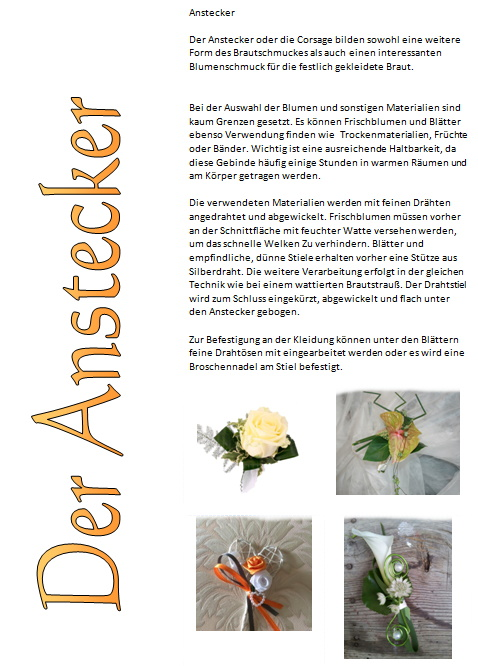 Anstecker
Der Anstecker oder die Corsage bilden sowohl eine weitere
Form des Brautschmuckes als auch einen interessanten
Blumenschmuck für die festlich gekleidete Braut.
Bei der Auswahl der Blumen und sonstigen Materialien sind
kaum Grenzen gesetzt. Es können Frischblumen und Blätter
ebenso Verwendung finden wie Trockenmaterialien, Früchte
oder Bänder. Wichtig ist eine ausreichende Haltbarkeit, da
diese Gebinde häufig einige Stunden in warmen Räumen und
am Körper getragen werden.
Die verwendeten Materialien werden mit feinen Drähten
angedrahtet und abgewickelt. Frischblumen müssen vorher
an der Schnittfläche mit feuchter Watte versehen werden,
um das schnelle Welken Zu verhindern. Blätter und
empfindliche, dünne Stiele erhalten vorher eine Stütze aus
Silberdraht. Die weitere Verarbeitung erfolgt in der gleichen
Technik wie bei einem wattierten Brautstrauß. Der Drahtstiel
wird zum Schluss eingekürzt, abgewickelt und flach unter
den Anstecker gebogen.
Zur Befestigung an der Kleidung können unter den Blättern
feine Drahtösen mit eingearbeitet werden oder es wird eine
Broschennadel am Stiel befestigt.
Der Anstecker